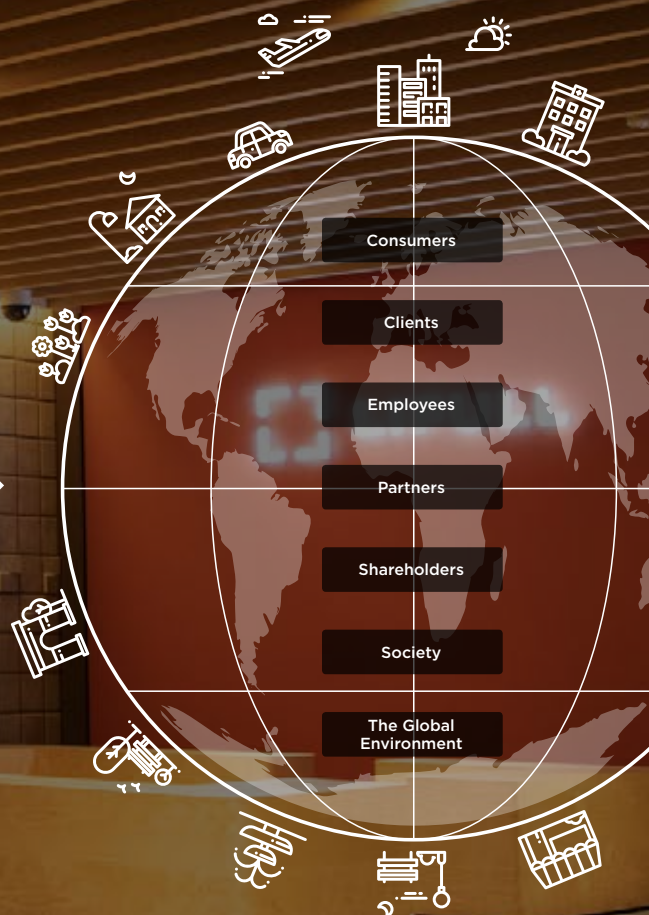 Consumers
Clients
Employees
Partners
Shareholders
Society
The Global
Environment